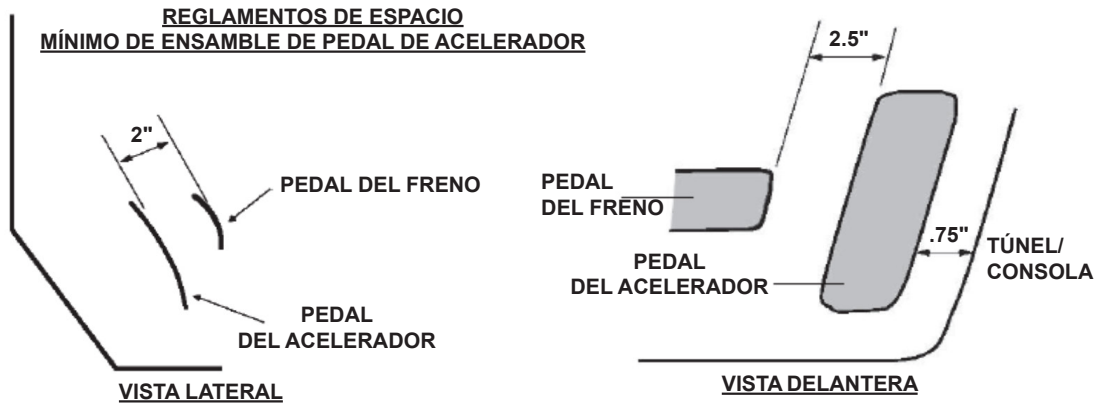 REGLAMENTOS DE ESPACIO
MÍNIMO DE ENSAMBLE DE PEDAL DE ACELERADOR
2"
PEDAL DEL FRENO
PEDAL
DEL ACELERADOR
VISTA LATERAL
2.5"
PEDAL
DEL FRENO
.75"
TÚNEL/
CONSOLA
PEDAL
DEL ACELERADOR
VISTA DELANTERA